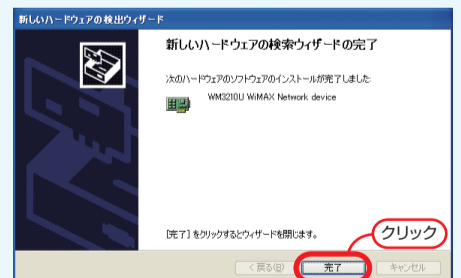 新しいハードウェアの検出ウィザード
新しいハードウェアの検索ウィザードの完了
次のハードウェアのソフトウェアのインストールが完了しました:
WM3210U WiMAX Network device
[完了] をクリックするとウィザードを閉じます。
クリック
< 戻る(B) 完了 キャンセル